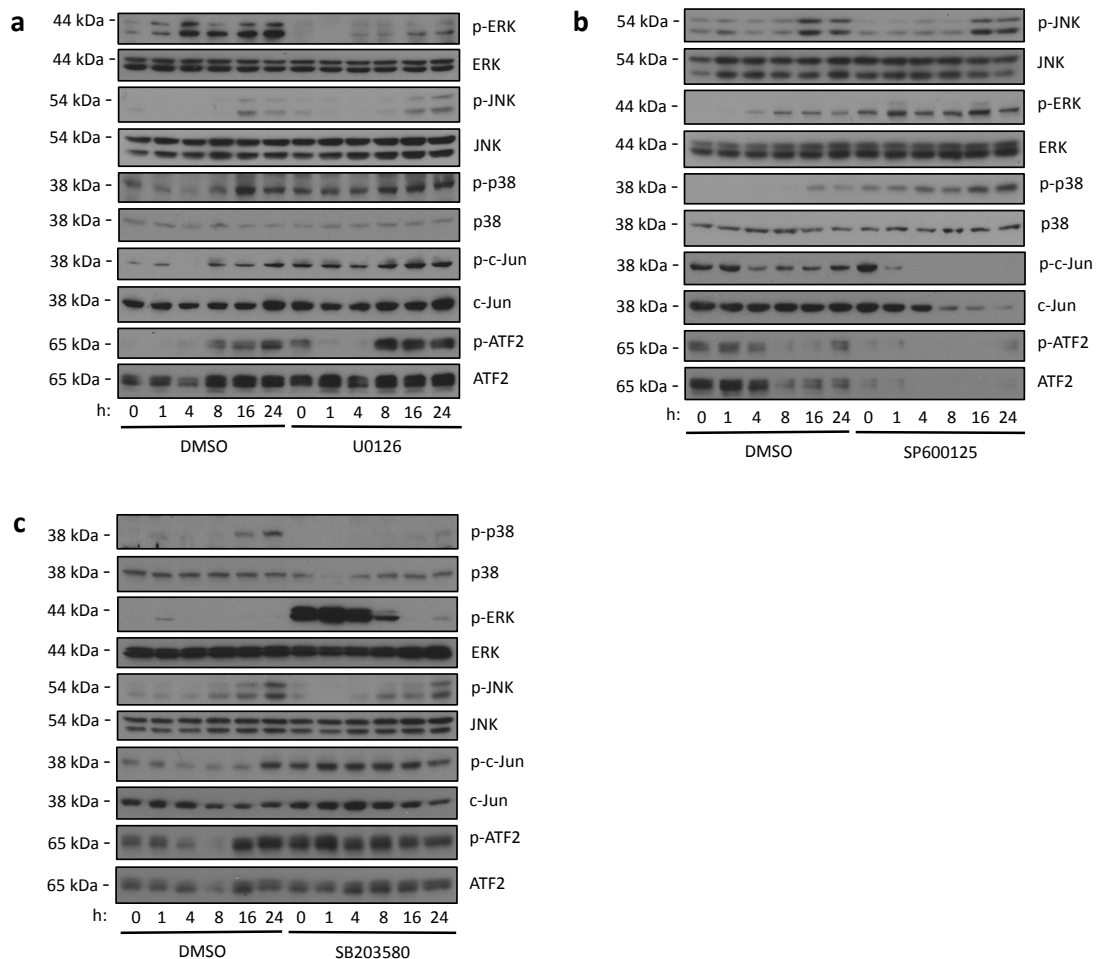 a
44 kDa - p-ERK
44 kDa - ERK
54 kDa - p-JNK
54 kDa - JNK
38 kDa - p-p38
38 kDa - p38
38 kDa - p-c-Jun
38 kDa - c-Jun
65 kDa - p-ATF2
65 kDa - ATF2
h: 0 1 4 8 16 24 0 1 4 8 16 24
DMSO U0126
b
54 kDa - p-JNK
54 kDa - JNK
44 kDa - p-ERK
44 kDa - ERK
38 kDa - p-p38
38 kDa - p38
38 kDa - p-c-Jun
38 kDa - c-Jun
65 kDa - p-ATF2
65 kDa - ATF2
h: 0 1 4 8 16 24 0 1 4 8 16 24
DMSO SP600125
c
38 kDa - p-p38
38 kDa - p38
44 kDa - p-ERK
44 kDa - ERK
54 kDa - p-JNK
54 kDa - JNK
38 kDa - p-c-Jun
38 kDa - c-Jun
65 kDa - p-ATF2
65 kDa - ATF2
h: 0 1 4 8 16 24 0 1 4 8 16 24
DMSO SB203580